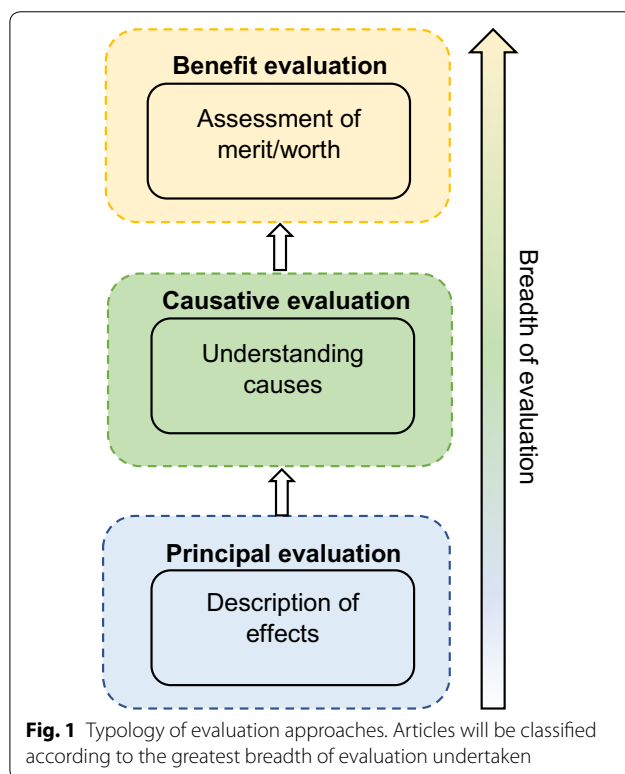 Benefit evaluation
Assessment of
merit/worth
Causative evaluation
Understanding
causes
Principal evaluation
Description of
effects
Breadth of evaluation
Fig. 1 Typology of evaluation approaches. Articles will be classified
according to the greatest breadth of evaluation undertaken